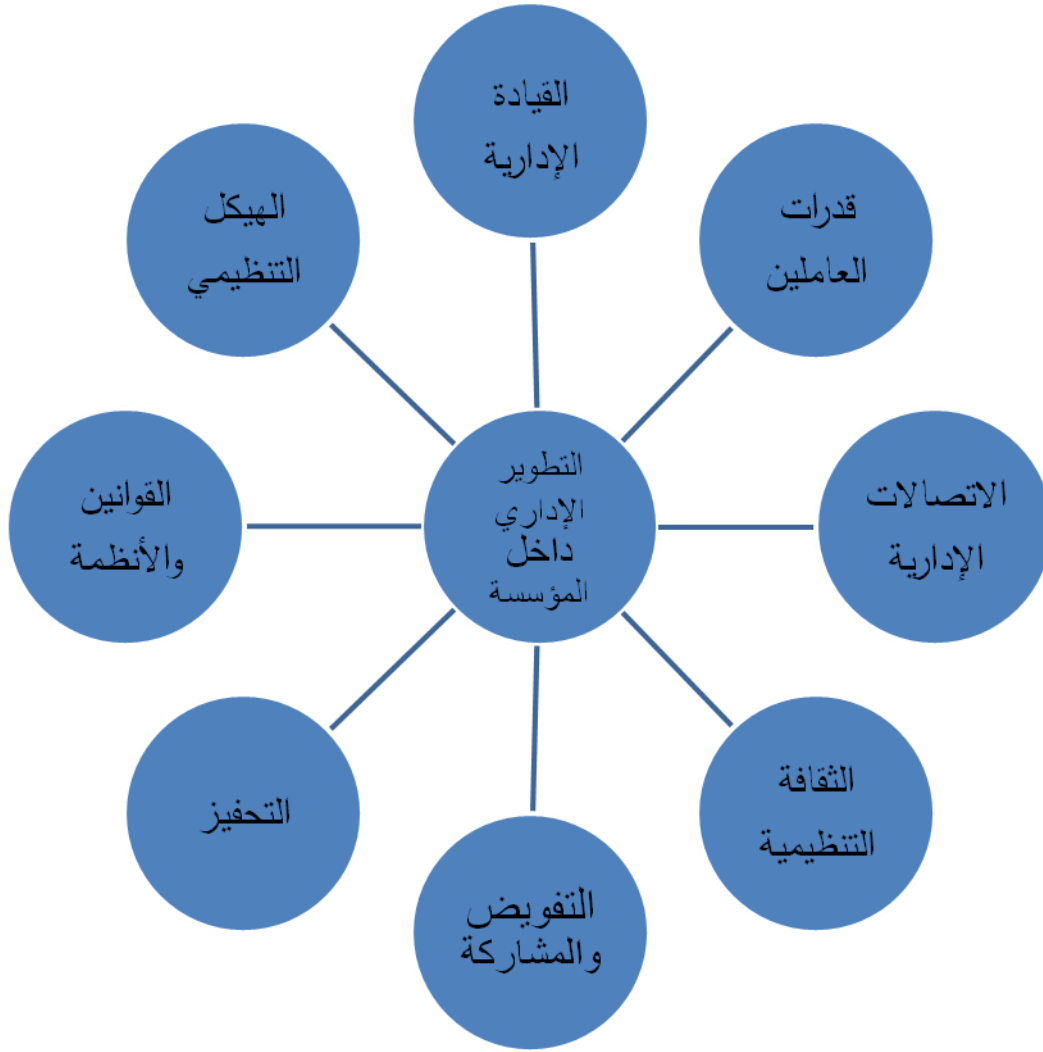 القيادة
الإدارية
قدرات
العاملين
الاتصالات
الإدارية
الثقافة
التنظيمية
التفويض
والمشاركة
التحفيز
القوانين
والأنظمة
الهيكل
التنظيمي
التطوير
الإداري
داخل
المؤسسة